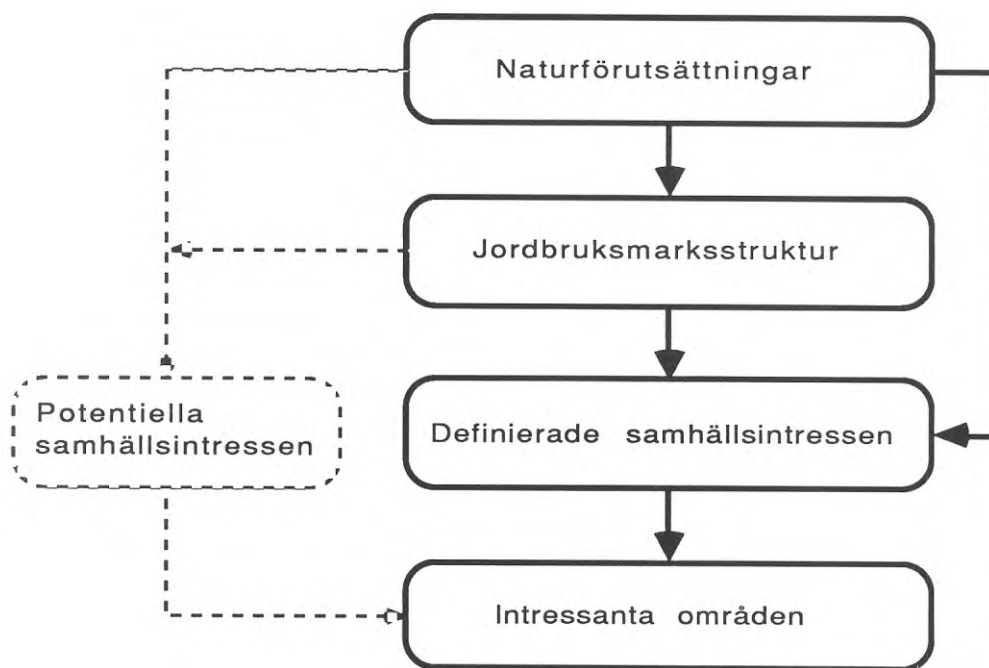 Naturförutsättningar
Jordbruksmarksstruktur
Potentiella
samhällsintressen
Definierade samhällsintressen
Intressanta områden